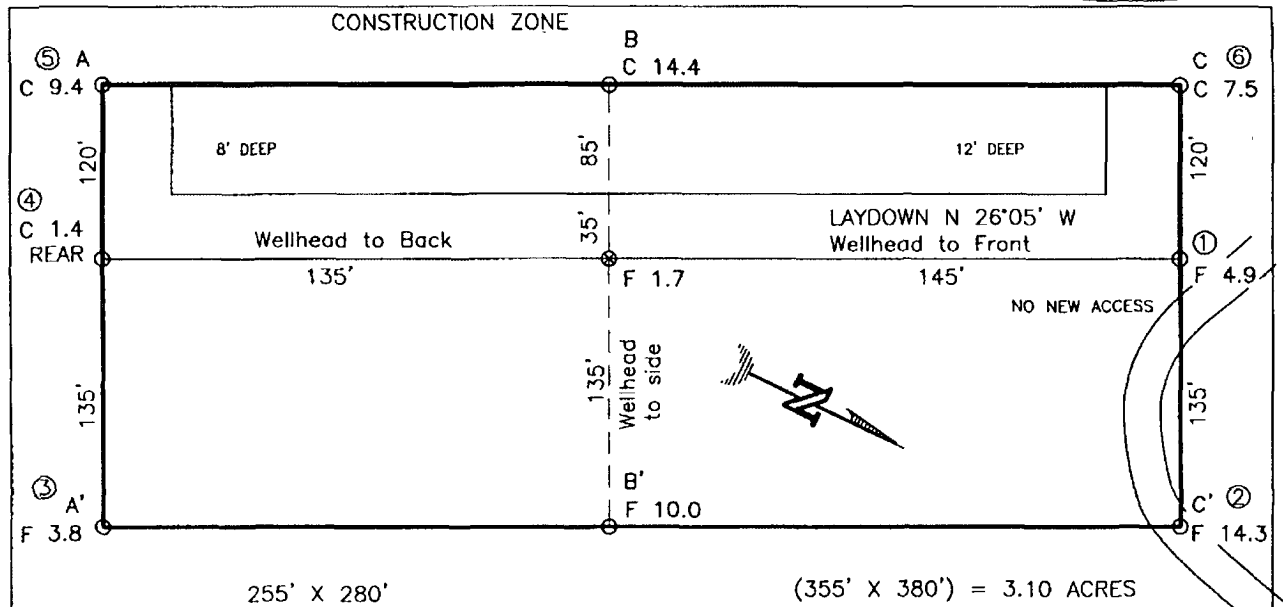 CONSTRUCTION ZONE
⑤ A
C 9.4
B
C 14.4
C ⑥
C 7.5
120'
8' DEEP
85'
12' DEEP
120'
④
C 1.4
REAR
Wellhead to Back
135'
35'
F 1.7
LAYDOWN N 26°05' W
Wellhead to Front
145'
①
F 4.9
NO NEW ACCESS
135'
135'
Wellhead
to side
N
135'
③ A'
F 3.8
B'
F 10.0
C' ②
F 14.3
255' X 280'
(355' X 380') = 3.10 ACRES